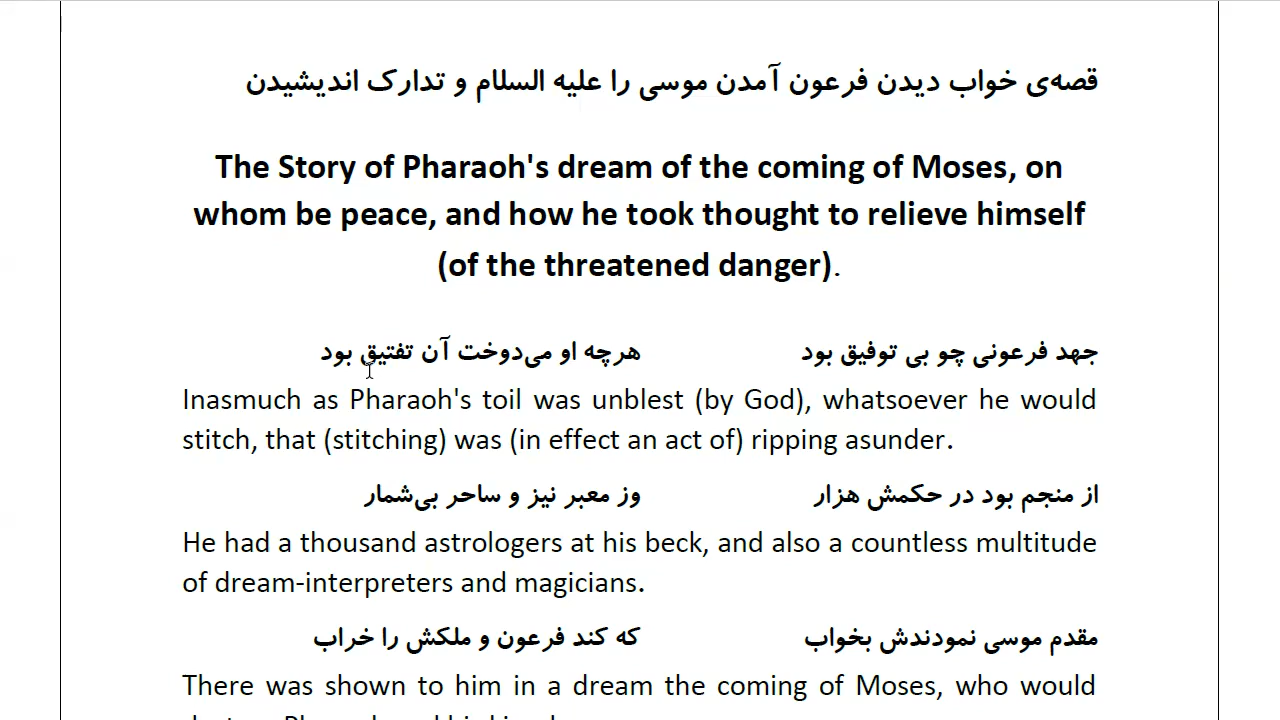 قصه‌ی خواب دیدن فرعون آمدن موسی را علیه السلام و تدارک اندیشیدن
The Story of Pharaoh's dream of the coming of Moses, on
whom be peace, and how he took thought to relieve himself
(of the threatened danger).
جهد فرعونی چو بی توفیق بود هرچه او می‌دوخت آن تفتیق بود
Inasmuch as Pharaoh's toil was unblest (by God), whatsoever he would
stitch, that (stitching) was (in effect an act of) ripping asunder.
از منجم بود در حکمش هزار وز معبر نیز و ساحر بی‌شمار
He had a thousand astrologers at his beck, and also a countless multitude
of dream-interpreters and magicians.
مقدم موسی نمودندش بخواب که کند فرعون و ملکش را خراب
There was shown to him in a dream the coming of Moses, who would